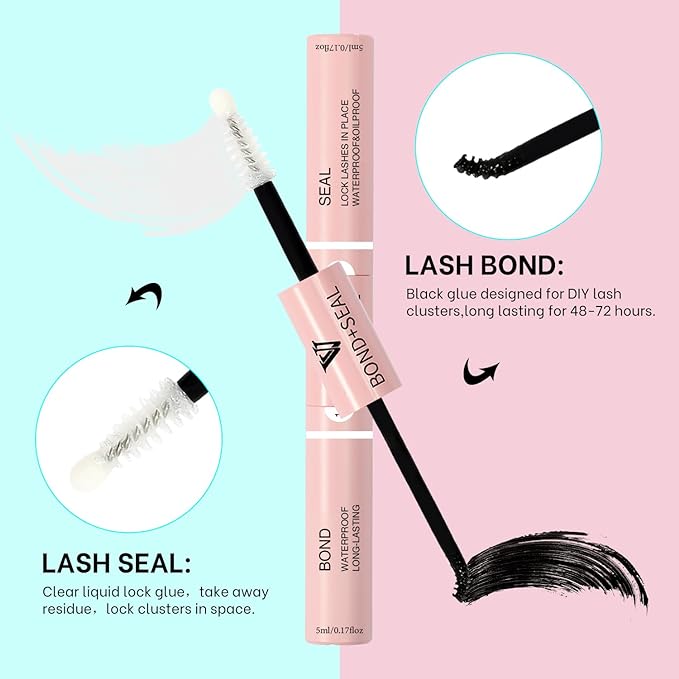 5ml/0.17floz
SEAL
LOCK LASHES IN PLACE
WATERPROOF&OILPROOF
LASH BOND:
Black glue designed for DIY lash
clusters,long lasting for 48-72 hours.
BOND+SEAL
LASH SEAL:
Clear liquid lock glue，take away
residue，lock clusters in space.
BOND
WATERPROOF
LONG-LASTING
5ml/0.17floz